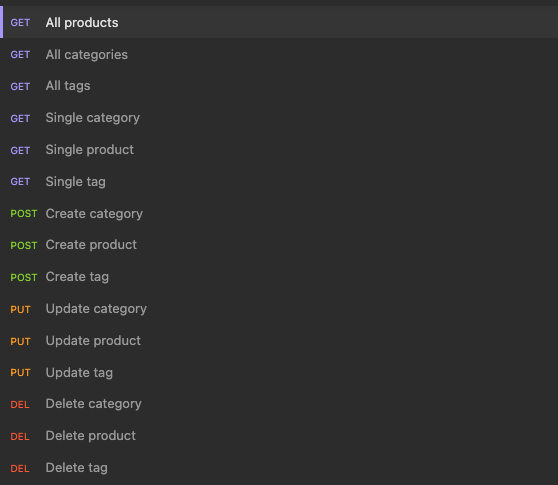 GET All products
GET All categories
GET All tags
GET Single category
GET Single product
GET Single tag
POST Create category
POST Create product
POST Create tag
PUT Update category
PUT Update product
PUT Update tag
DEL Delete category
DEL Delete product
DEL Delete tag